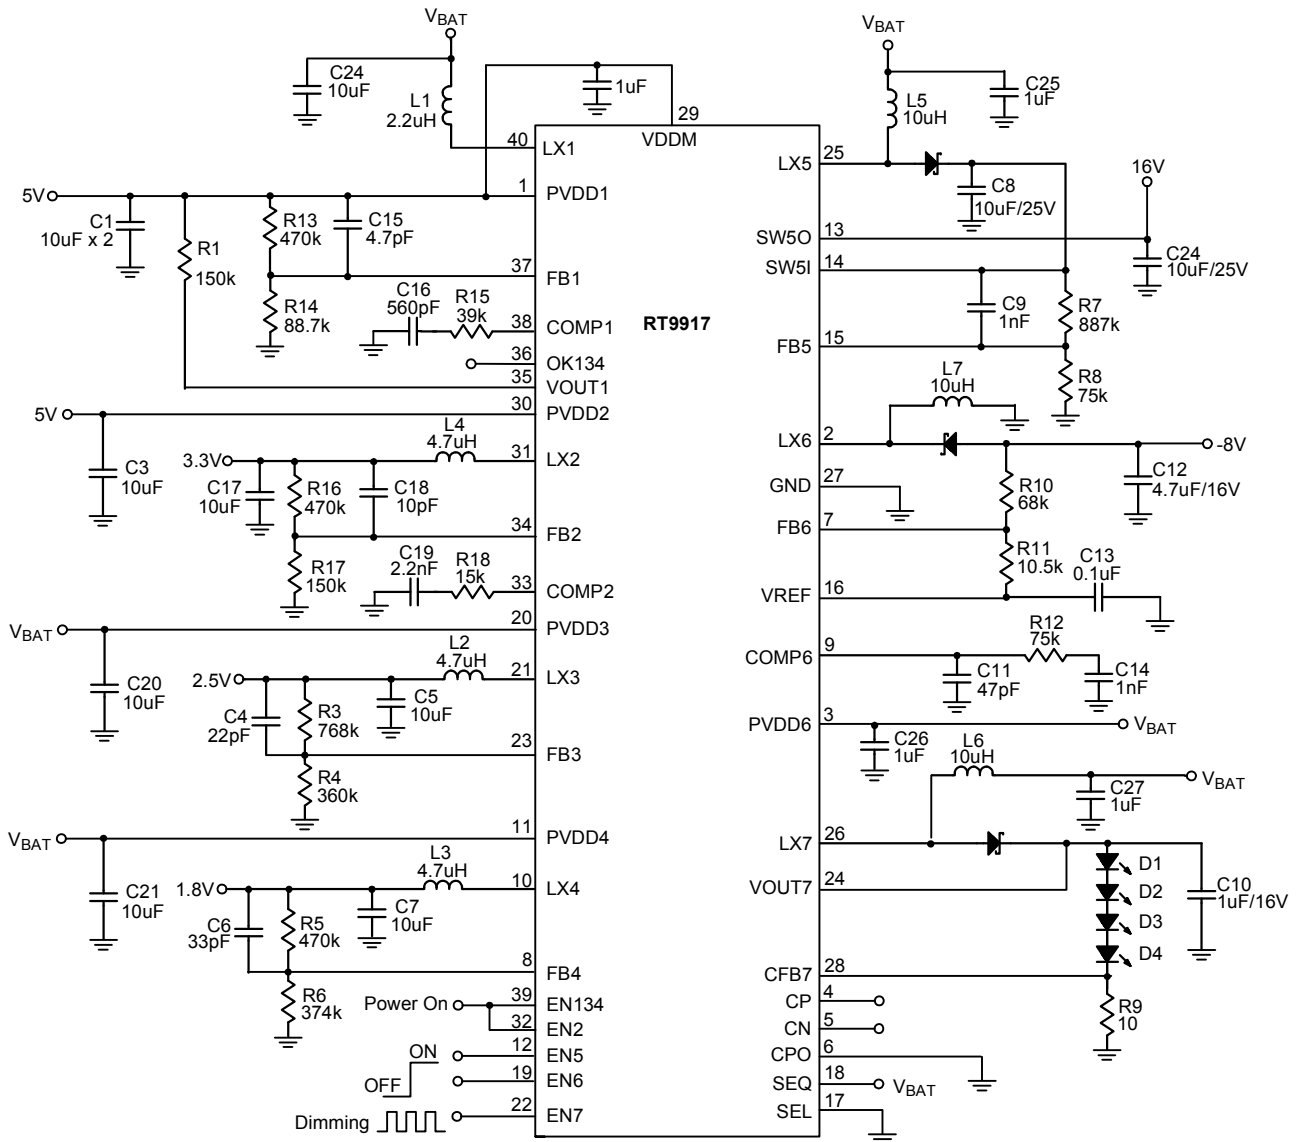 VBAT
C24
10uF
L1
2.2uH
1uF
29
VDDM
40
LX1
5V
1
PVDD1
C1
10uF x 2
R1
150k
R13
470k
C15
4.7pF
37
FB1
R14
88.7k
C16
560pF
R15
39k
38
COMP1
36
OK134
35
VOUT1
RT9917
5V
30
PVDD2
C3
10uF
L4
4.7uH
3.3V
31
LX2
C17
10uF
R16
470k
C18
10pF
34
FB2
R17
150k
C19
2.2nF
R18
15k
33
COMP2
VBAT
20
PVDD3
C20
10uF
L2
4.7uH
2.5V
21
LX3
C4
22pF
R3
768k
C5
10uF
23
FB3
R4
360k
VBAT
11
PVDD4
C21
10uF
L3
4.7uH
1.8V
10
LX4
C6
33pF
R5
470k
C7
10uF
8
FB4
R6
374k
Power On
39
EN134
32
EN2
ON
OFF
12
EN5
19
EN6
Dimming
22
EN7
VBAT
L5
10uH
C25
1uF
LX5
25
C8
10uF/25V
16V
SW5O
13
C24
10uF/25V
SW5I
14
C9
1nF
R7
887k
FB5
15
R8
75k
L7
10uH
LX6
2
-8V
C12
4.7uF/16V
GND
27
R10
68k
FB6
7
R11
10.5k
C13
0.1uF
VREF
16
R12
75k
COMP6
9
C11
47pF
C14
1nF
PVDD6
3
VBAT
C26
1uF
L6
10uH
VBAT
C27
1uF
LX7
26
VOUT7
24
D1
D2
D3
D4
C10
1uF/16V
CFB7
28
R9
10
CP
4
CN
5
CPO
6
SEQ
18
VBAT
SEL
17